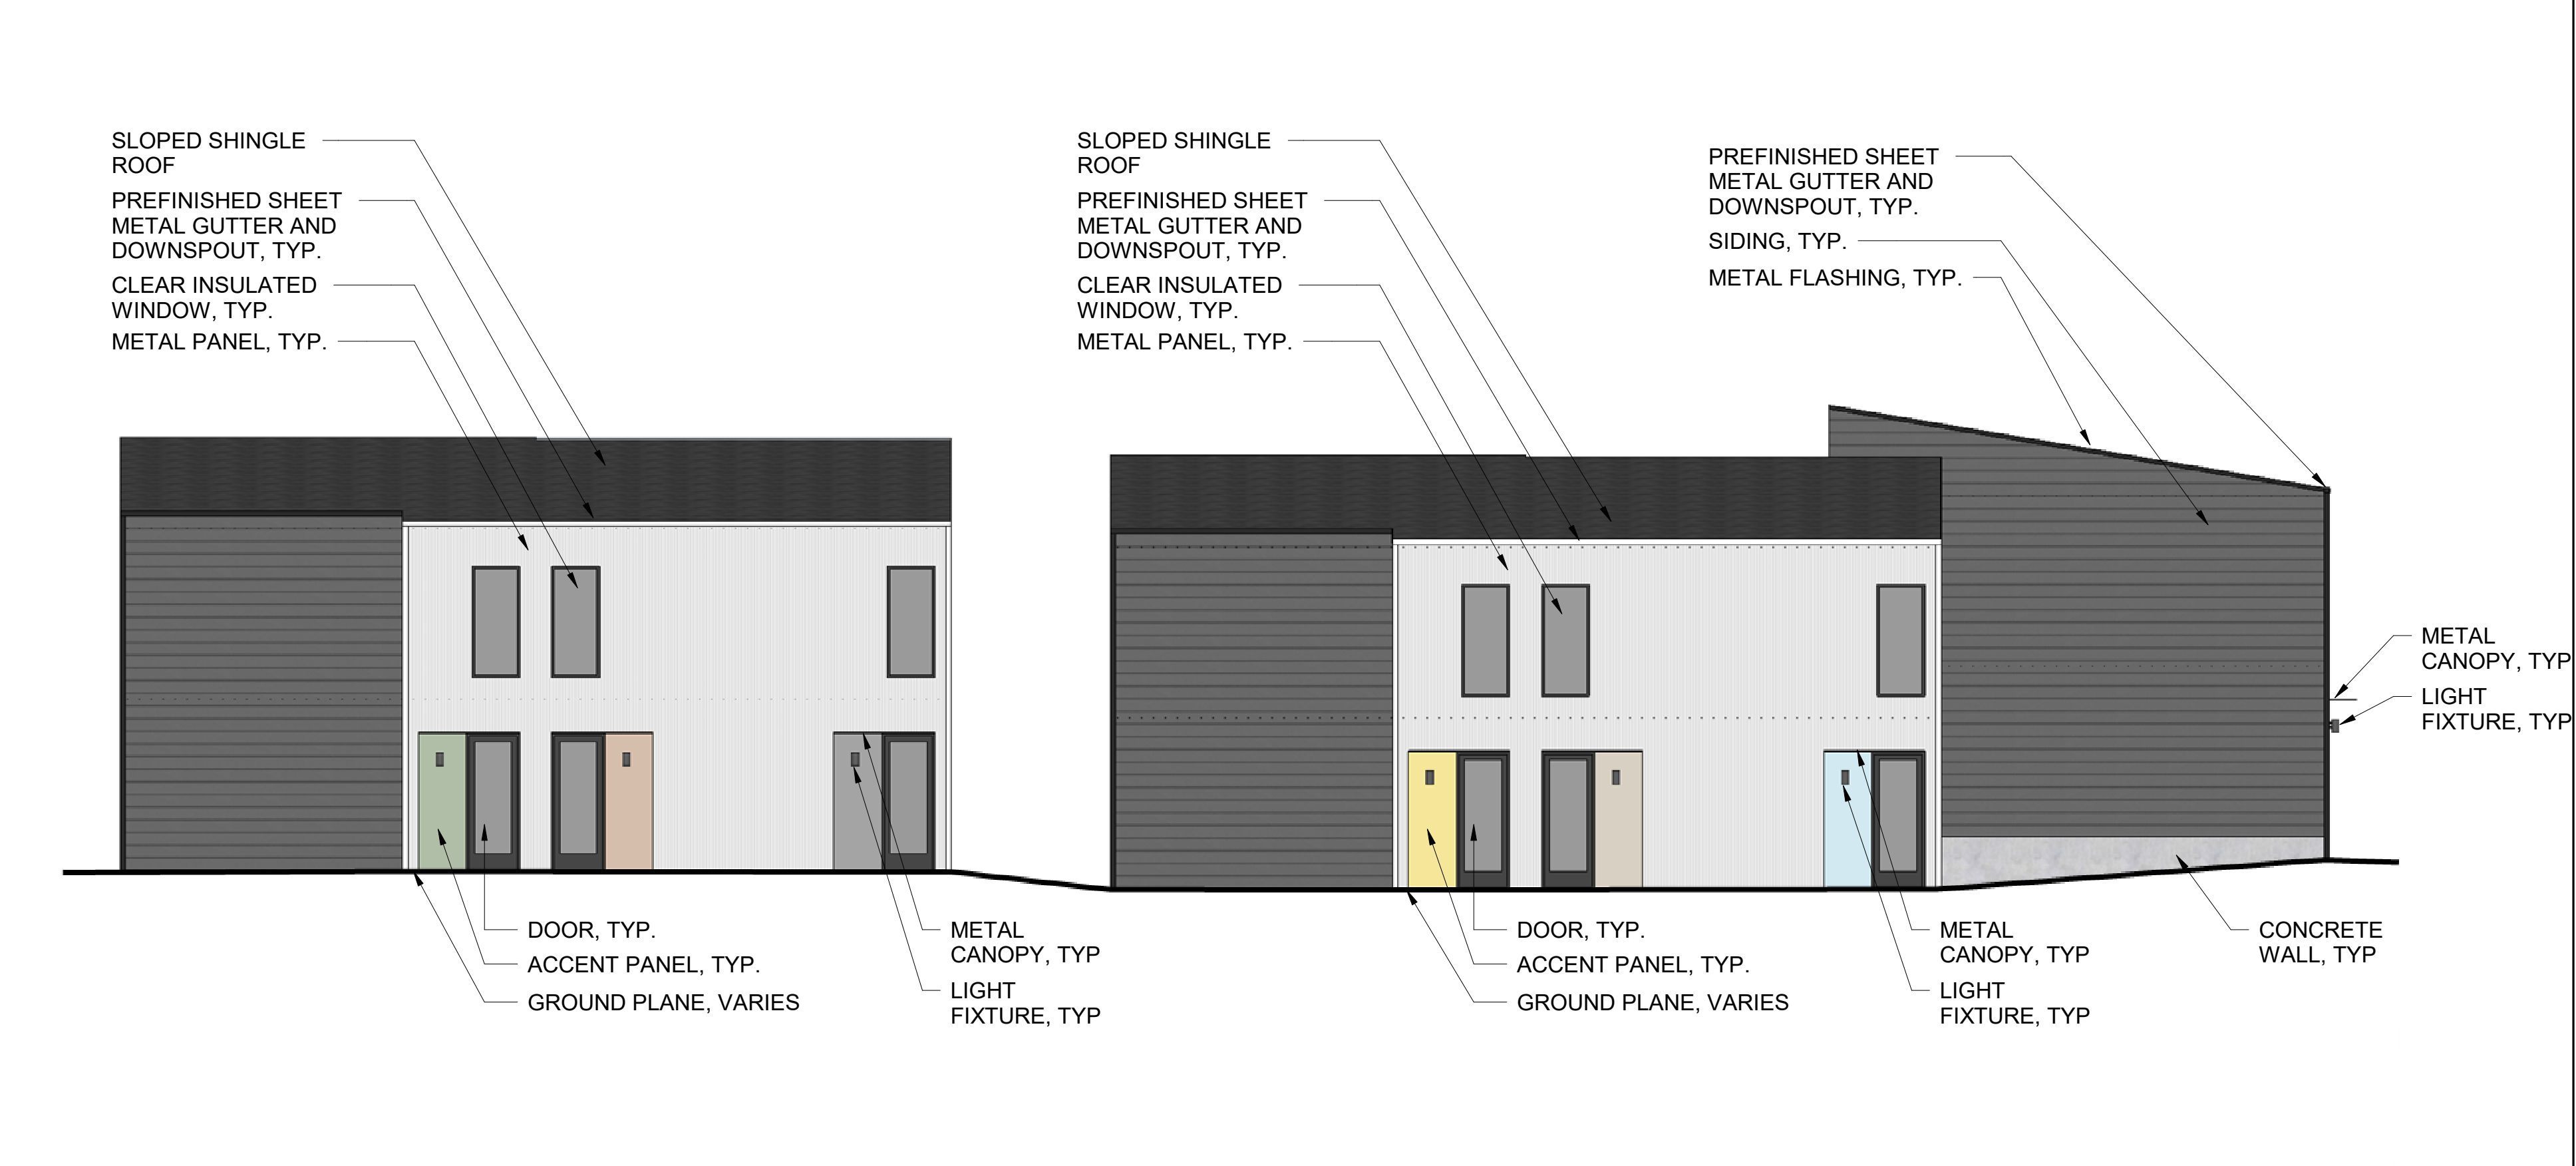 SLOPED SHINGLE
ROOF
PREFINISHED SHEET
METAL GUTTER AND
DOWNSPOUT, TYP.
CLEAR INSULATED
WINDOW, TYP.
METAL PANEL, TYP.
SLOPED SHINGLE
ROOF
PREFINISHED SHEET
METAL GUTTER AND
DOWNSPOUT, TYP.
CLEAR INSULATED
WINDOW, TYP.
METAL PANEL, TYP.
PREFINISHED SHEET
METAL GUTTER AND
DOWNSPOUT, TYP.
SIDING, TYP.
METAL FLASHING, TYP.
METAL
CANOPY, TYP
LIGHT
FIXTURE, TYP
DOOR, TYP.
ACCENT PANEL, TYP.
GROUND PLANE, VARIES
METAL
CANOPY, TYP
LIGHT
FIXTURE, TYP
DOOR, TYP.
ACCENT PANEL, TYP.
GROUND PLANE, VARIES
METAL
CANOPY, TYP
LIGHT
FIXTURE, TYP
CONCRETE
WALL, TYP